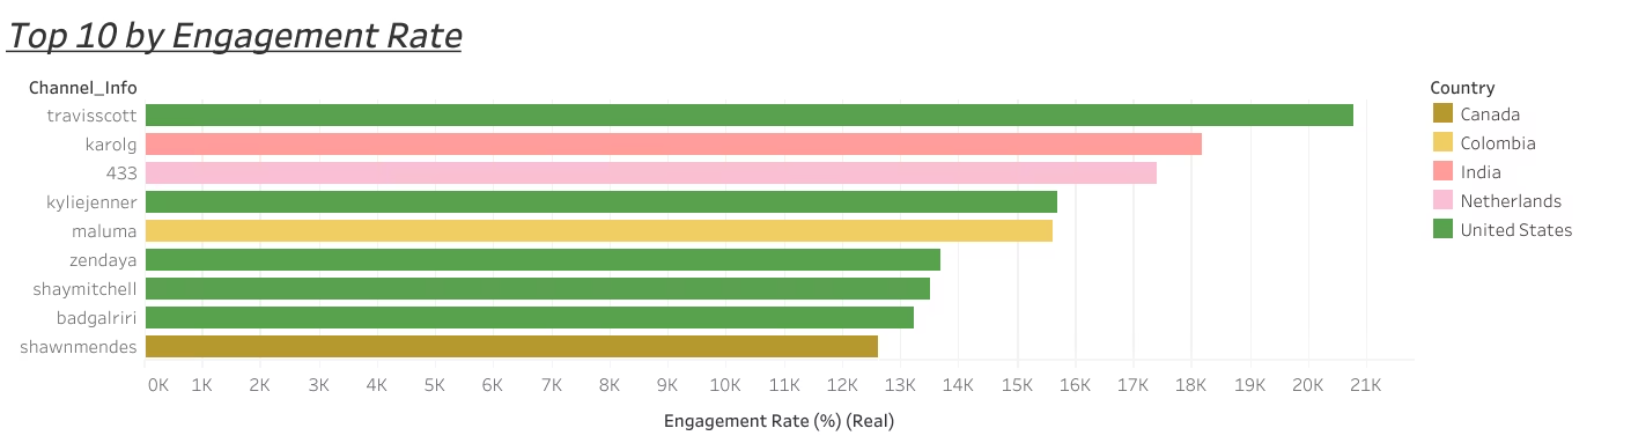 Top 10 by Engagement Rate
Channel_Info
travisscott
karolg
433
kyliejenner
maluma
zendaya
shaymitchell
badgalriri
shawnmendes
0K 1K 2K 3K 4K 5K 6K 7K 8K 9K 10K 11K 12K 13K 14K 15K 16K 17K 18K 19K 20K 21K
Engagement Rate (%) (Real)
Country
Canada
Colombia
India
Netherlands
United States